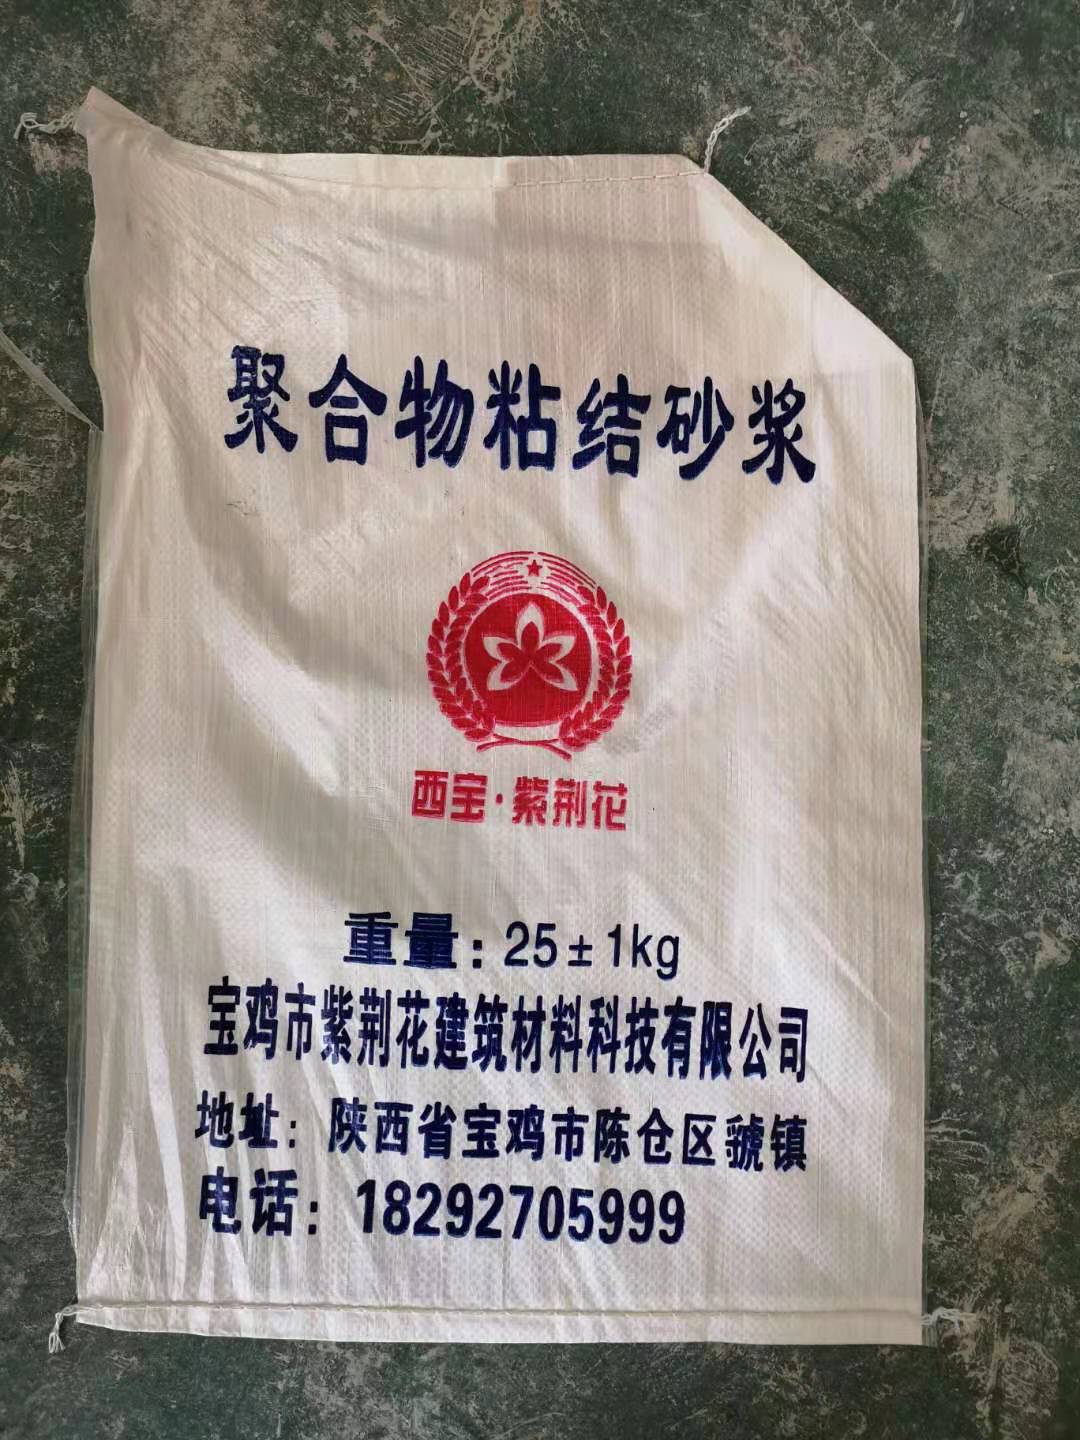 聚合物粘结砂浆
西宝·紫荆花
重量:25±1kg
宝鸡市紫荆花建筑材料科技有限公司
地址:陕西省宝鸡市陈仓区虢镇
电话:18292705999